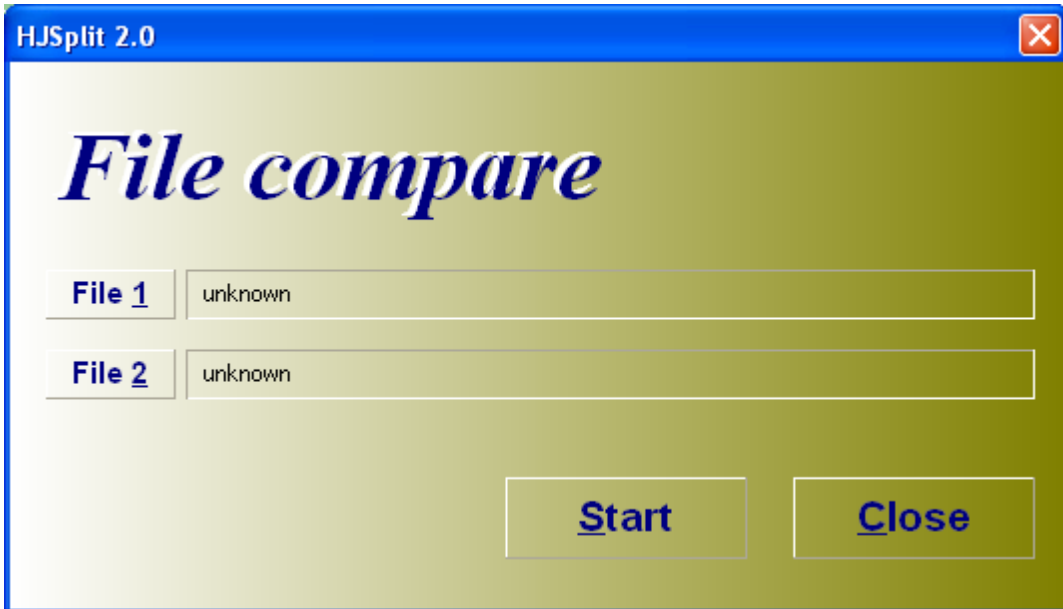 HJSplit 2.0
File compare
File 1 unknown
File 2 unknown
Start Close